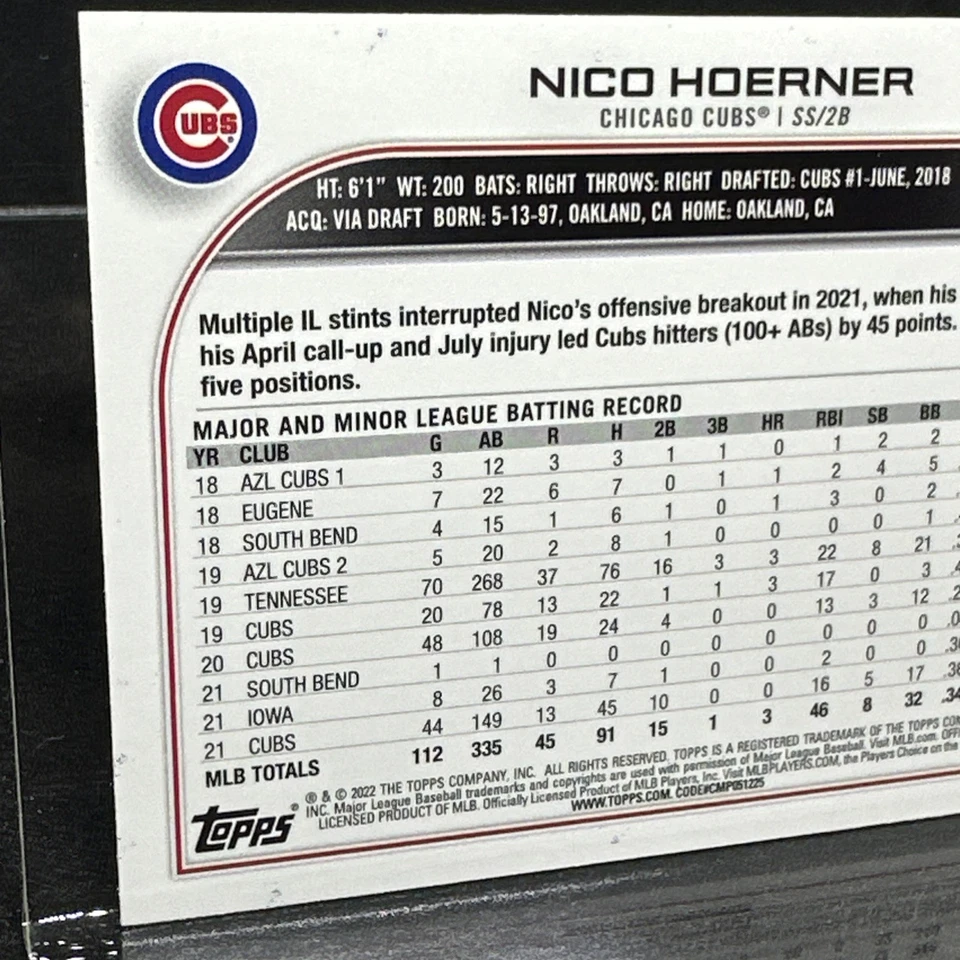 CUBS
NICO HOERNER
CHICAGO CUBS® | SS/2B
HT: 6'1" WT: 200 BATS: RIGHT THROWS: RIGHT DRAFTED: CUBS #1-JUNE, 2018
ACQ: VIA DRAFT BORN: 5-13-97, OAKLAND, CA HOME: OAKLAND, CA
Multiple IL stints interrupted Nico's offensive breakout in 2021, when his
his April call-up and July injury led Cubs hitters (100+ ABs) by 45 points.
five positions.
MAJOR AND MINOR LEAGUE BATTING RECORD
YR CLUB G AB R H 2B 3B HR RBI SB BB
18 AZL CUBS 1 3 12 3 3 1 1 0 1 2 2
18 EUGENE 7 22 6 7 0 1 1 2 4 5
18 SOUTH BEND 4 15 1 6 1 0 1 3 0 2
19 AZL CUBS 2 5 20 2 8 1 0 0 0 0 1
19 TENNESSEE 70 268 37 76 16 3 3 22 8 21
19 CUBS 20 78 13 22 1 1 3 17 0 3
20 CUBS 48 108 19 24 4 0 0 13 3 12
21 SOUTH BEND 1 1 0 0 0 0 0 0 0 0
21 IOWA 8 26 3 7 1 0 0 2 0 0
21 CUBS 44 149 13 45 10 0 0 16 5 17
MLB TOTALS 112 335 45 91 15 1 3 46 8 32
topps®
® & © 2022 THE TOPPS COMPANY, INC. ALL RIGHTS RESERVED. TOPPS IS A REGISTERED TRADEMARK OF THE TOPPS
INC. Major League Baseball trademarks and copyrights are used with permission of Major League Baseball. Visit MLB.com.
LICENSED PRODUCT OF MLB. Officially Licensed Product of MLB Players, Inc. Visit MLBPLAYERS.COM, the Players Choice on the
WWW.TOPPS.COM. CODE#CMP051225